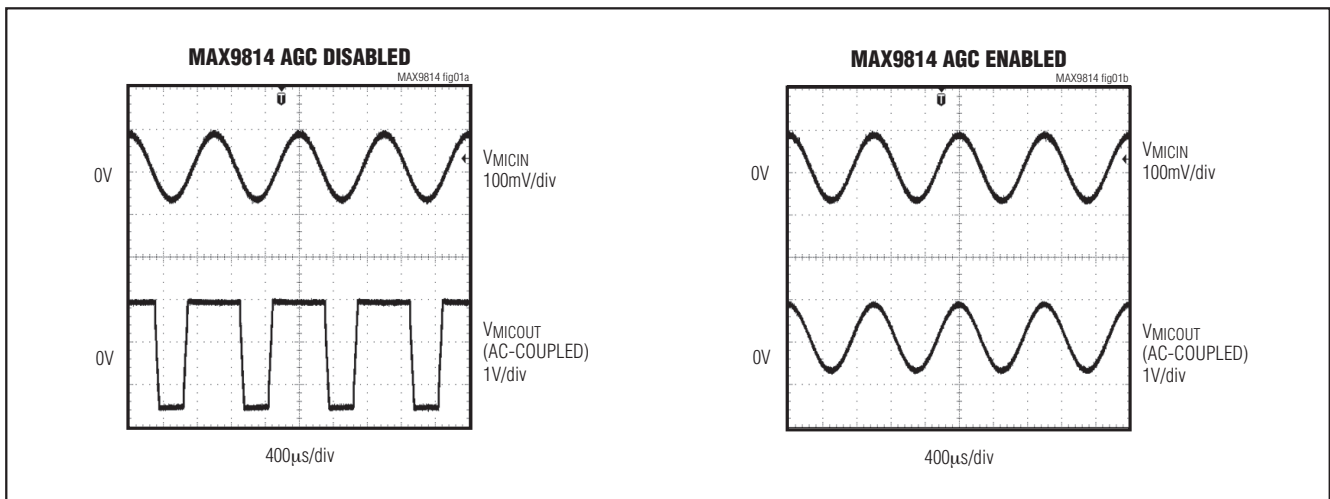 MAX9814 AGC DISABLED
MAX9814 fig01a
T
0V
VMICIN
100mV/div
0V
VMICOUT
(AC-COUPLED)
1V/div
400µs/div
MAX9814 AGC ENABLED
MAX9814 fig01b
T
0V
VMICIN
100mV/div
0V
VMICOUT
(AC-COUPLED)
1V/div
400µs/div